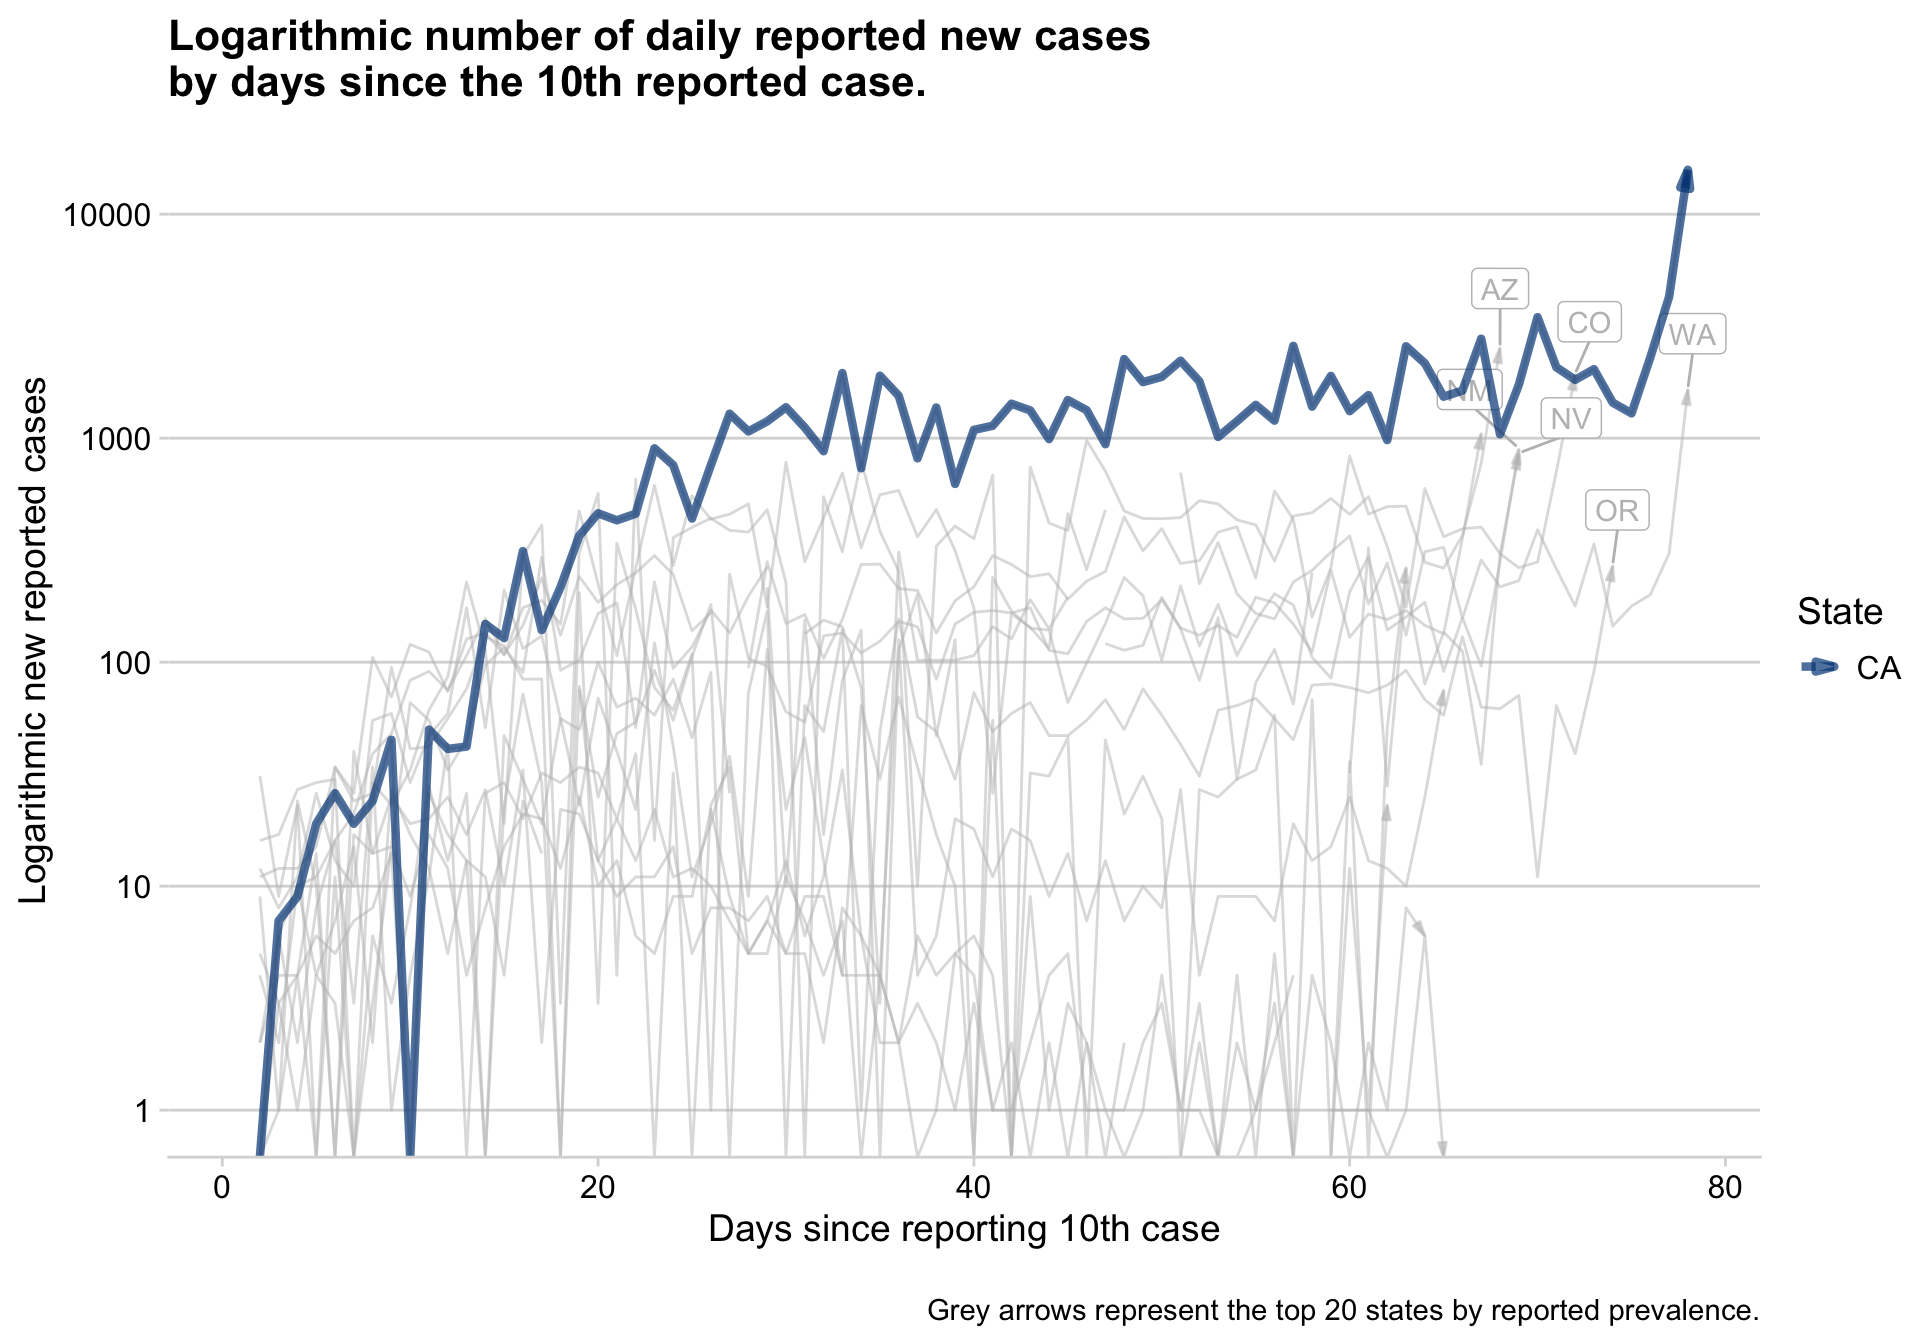 Logarithmic number of daily reported new cases
by days since the 10th reported case.
Logarithmic new reported cases
10000
1000
100
10
1
AZ
CO
WA
NM
NV
OR
State
CA
0 20 40 60 80
Days since reporting 10th case
Grey arrows represent the top 20 states by reported prevalence.